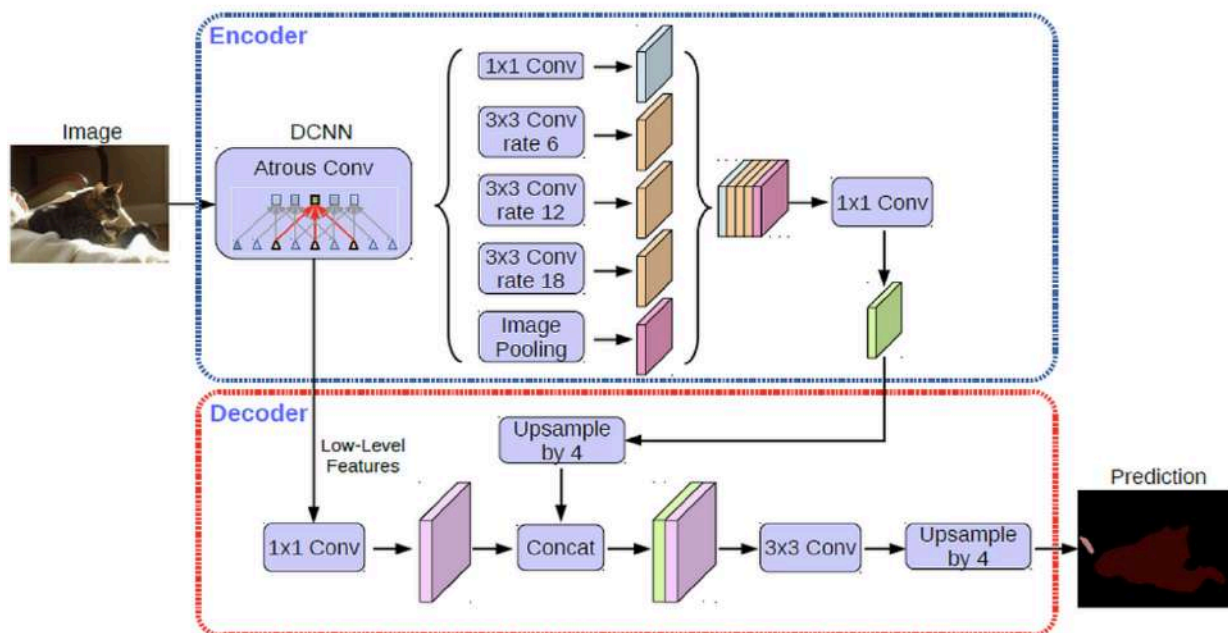 Encoder
Image
DCNN
Atrous Conv
1x1 Conv
3x3 Conv
rate 6
3x3 Conv
rate 12
3x3 Conv
rate 18
Image
Pooling
1x1 Conv
Decoder
Low-Level
Features
Upsample
by 4
1x1 Conv
Concat
3x3 Conv
Upsample
by 4
Prediction